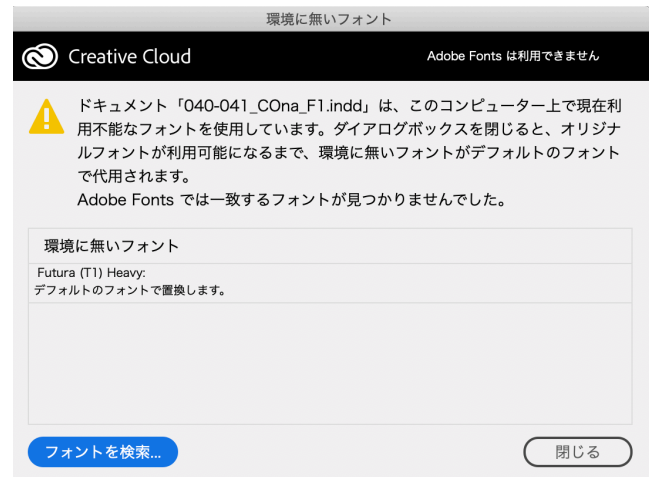 環境に無いフォント
Creative Cloud
Adobe Fonts は利用できません
ドキュメント「040-041_COna_F1.indd」は、このコンピューター上で現在利
用不能なフォントを使用しています。ダイアログボックスを閉じると、オリジナ
ルフォントが利用可能になるまで、環境に無いフォントがデフォルトのフォント
で代用されます。
Adobe Fonts では一致するフォントが見つかりませんでした。
環境に無いフォント
Futura (T1) Heavy:
デフォルトのフォントで置換します。
フォントを検索...
閉じる